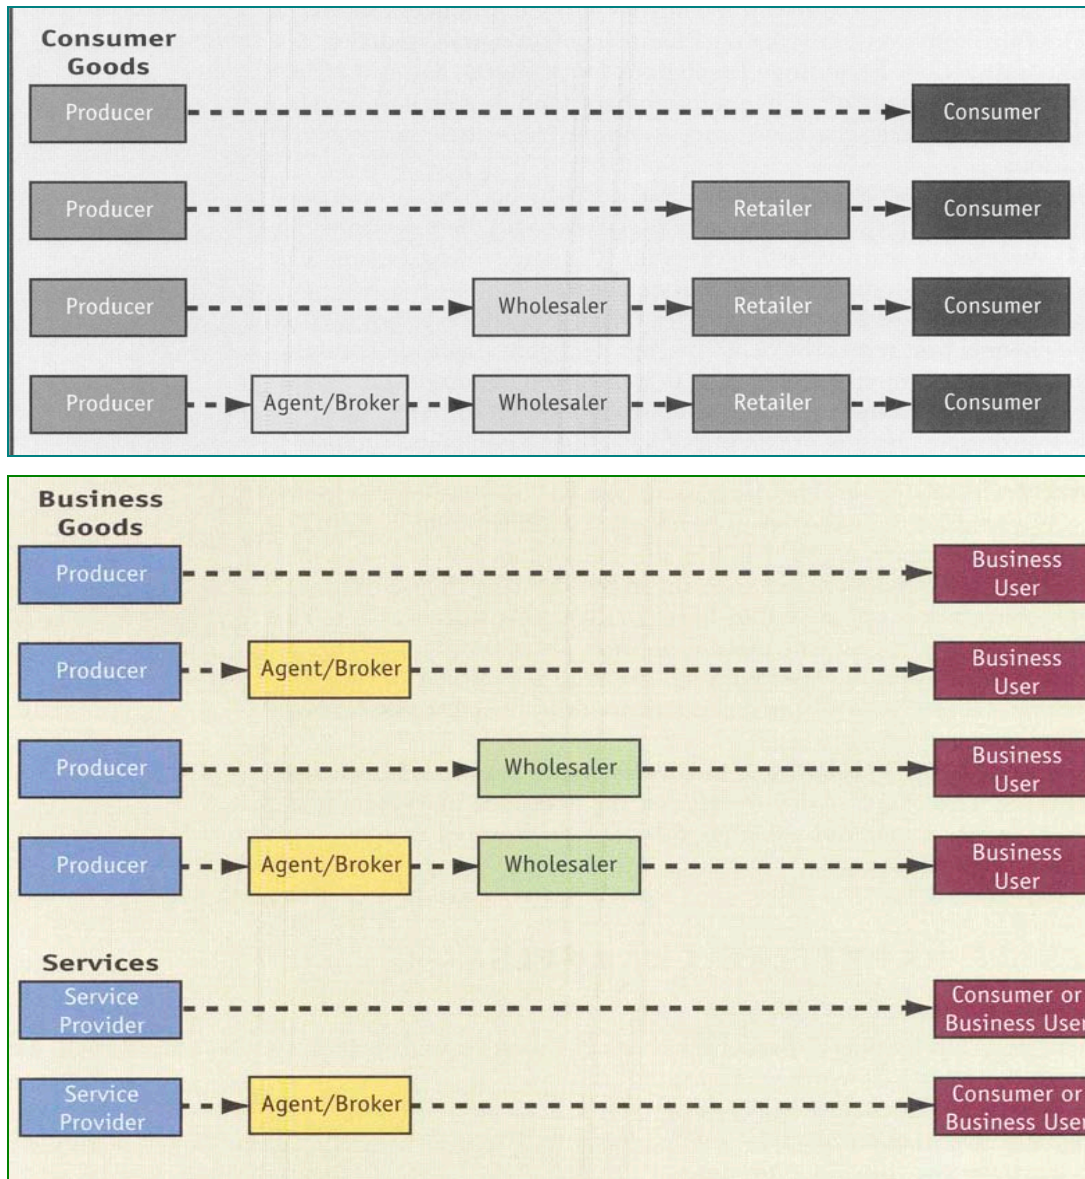 Consumer
Goods
Producer
Consumer
Producer
Retailer
Consumer
Producer
Wholesaler
Retailer
Consumer
Producer
Agent/Broker
Wholesaler
Retailer
Consumer
Business
Goods
Producer
Business
User
Producer
Agent/Broker
Business
User
Producer
Wholesaler
Business
User
Producer
Agent/Broker
Wholesaler
Business
User
Services
Service
Provider
Consumer or
Business User
Service
Provider
Agent/Broker
Consumer or
Business User